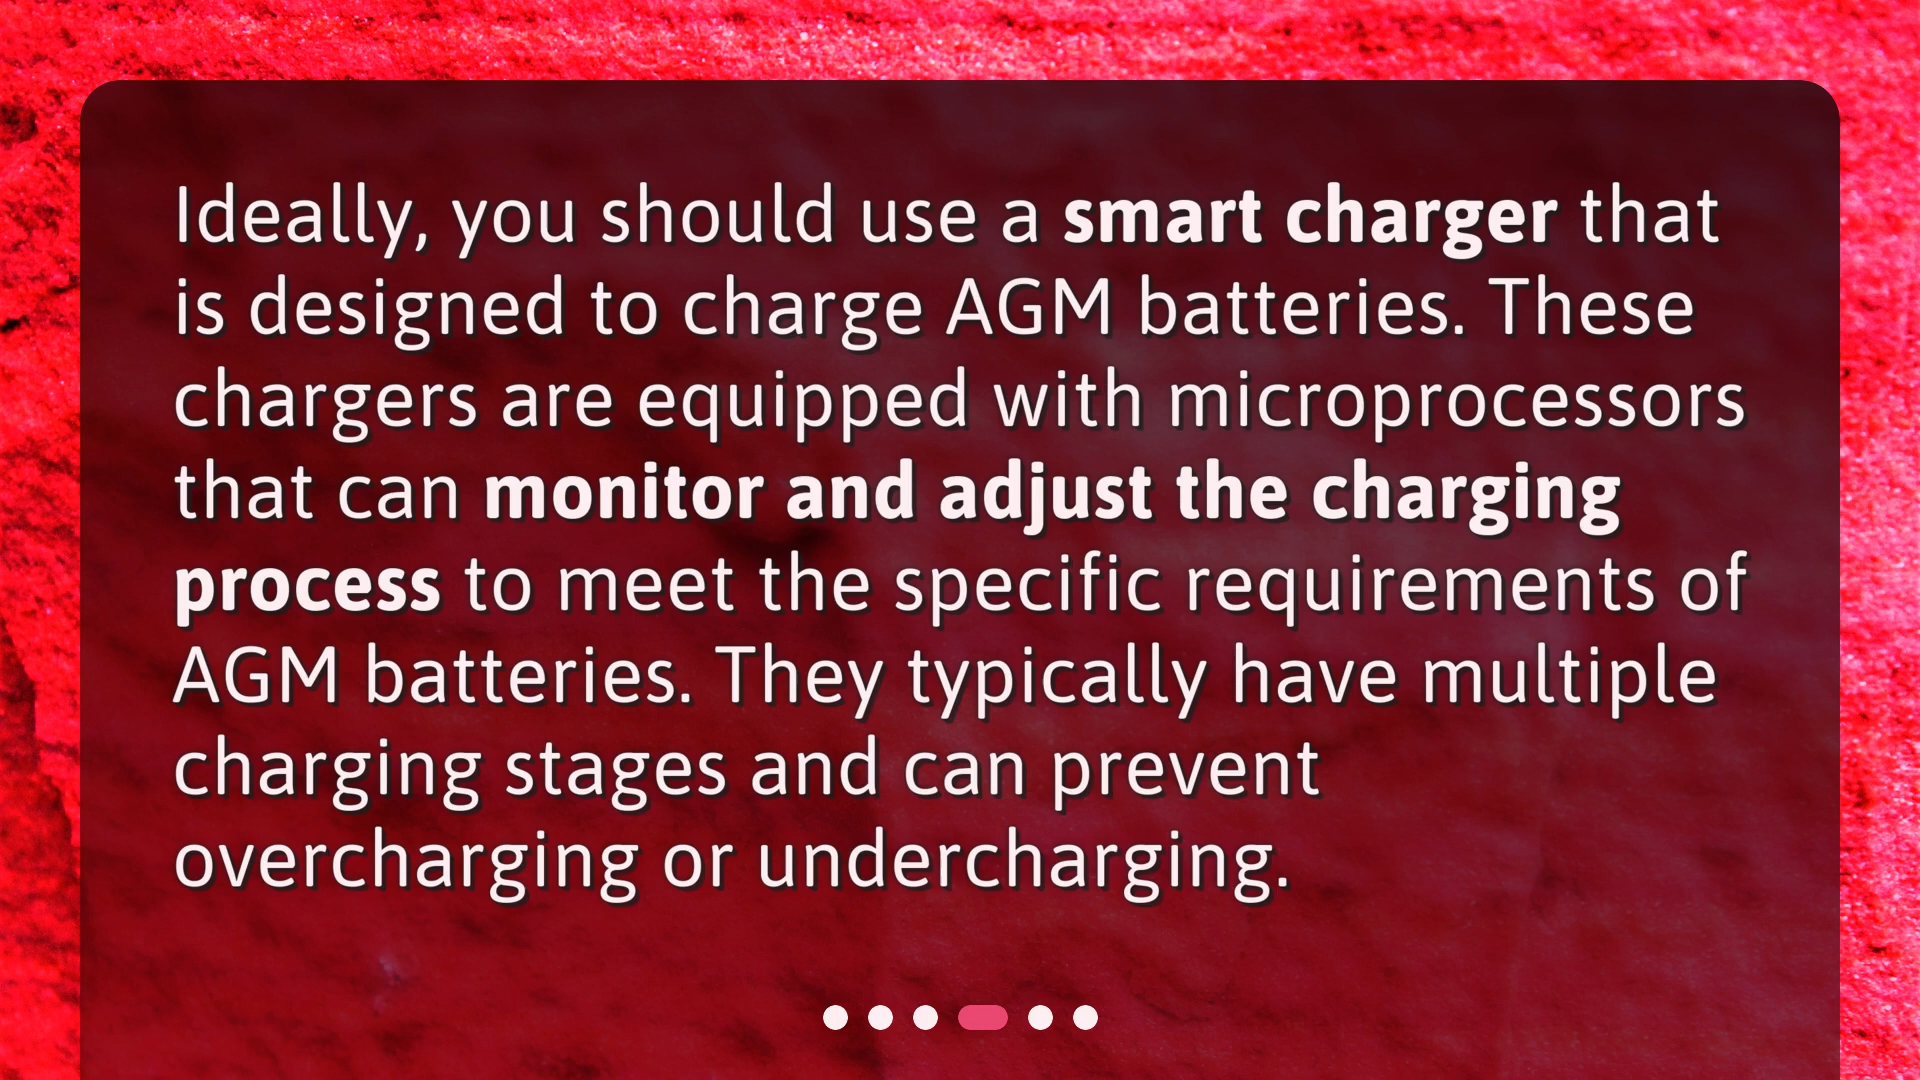 Ideally, you should use a smart charger that
is designed to charge AGM batteries. These
chargers are equipped with microprocessors
that can monitor and adjust the charging
process to meet the specific requirements of
AGM batteries. They typically have multiple
charging stages and can prevent
overcharging or undercharging.